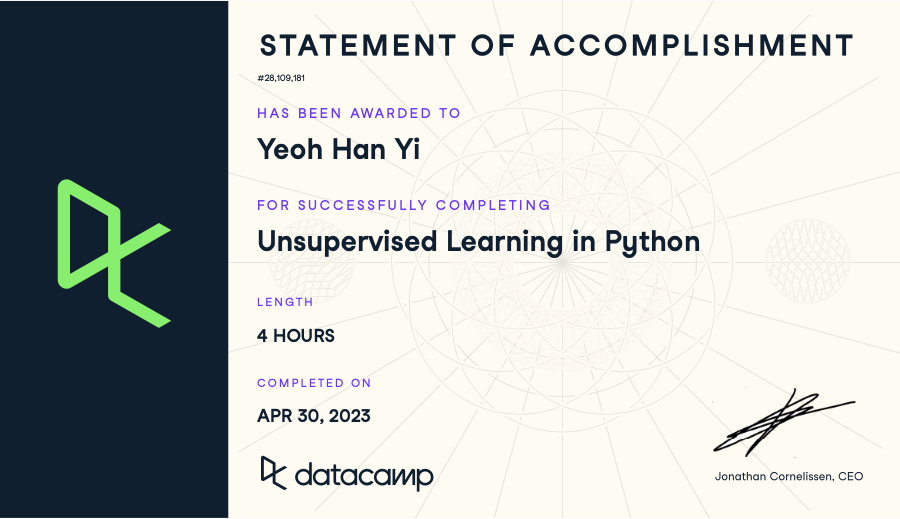 STATEMENT OF ACCOMPLISHMENT
#28,109,181
HAS BEEN AWARDED TO
Yeoh Han Yi
FOR SUCCESSFULLY COMPLETING
Unsupervised Learning in Python
LENGTH
4 HOURS
COMPLETED ON
APR 30, 2023
datacamp
Jonathan Cornelissen, CEO